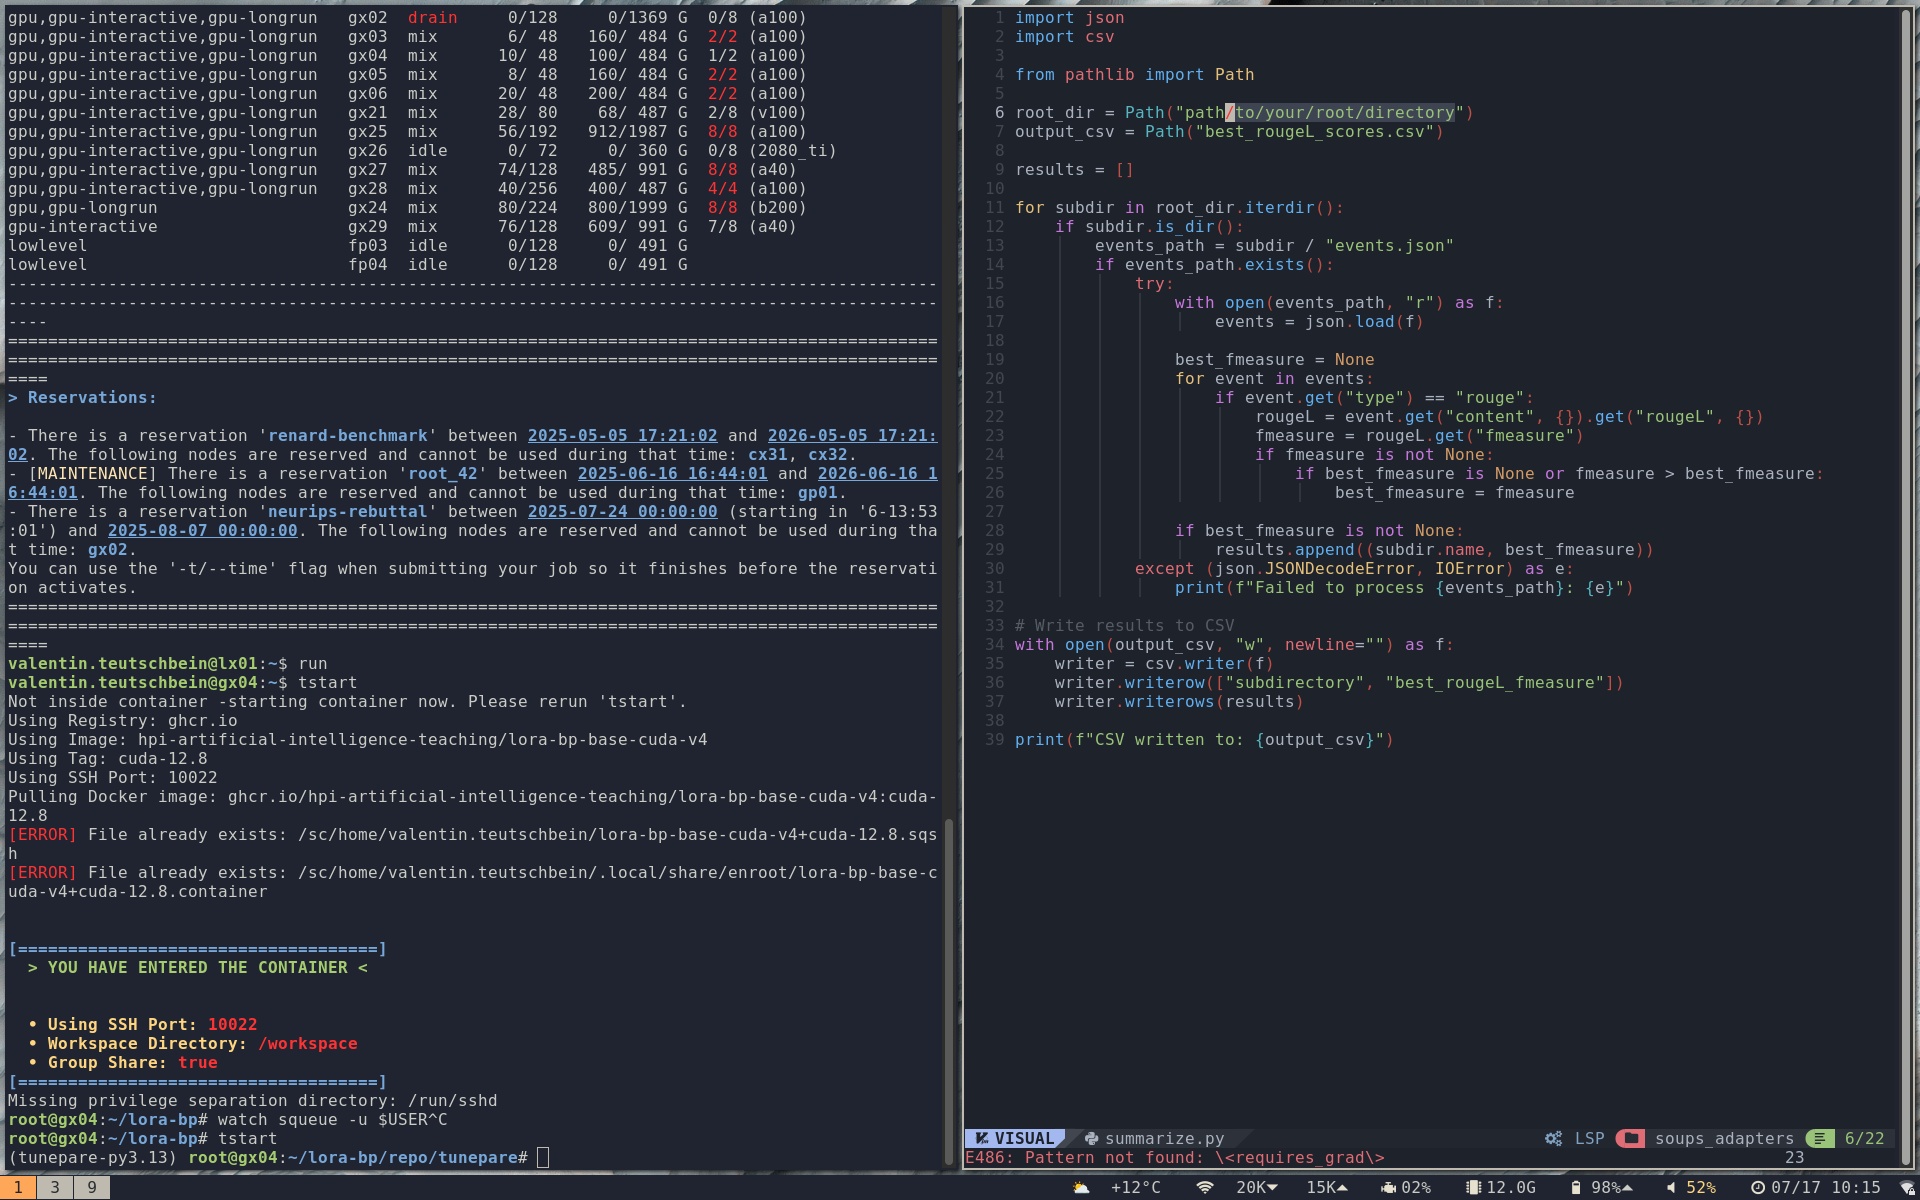 gpu,gpu-interactive,gpu-longrun   gx02  drain     0/128     0/1369 G  0/8 (a100)
gpu,gpu-interactive,gpu-longrun   gx03  mix       6/ 48   160/ 484 G  2/2 (a100)
gpu,gpu-interactive,gpu-longrun   gx04  mix      10/ 48   100/ 484 G  1/2 (a100)
gpu,gpu-interactive,gpu-longrun   gx05  mix       8/ 48   160/ 484 G  2/2 (a100)
gpu,gpu-interactive,gpu-longrun   gx06  mix      20/ 48   200/ 484 G  2/2 (a100)
gpu,gpu-interactive,gpu-longrun   gx21  mix      28/ 80    68/ 487 G  2/8 (v100)
gpu,gpu-interactive,gpu-longrun   gx25  mix      56/192   912/1987 G  8/8 (a100)
gpu,gpu-interactive,gpu-longrun   gx26  idle      0/ 72     0/ 360 G  0/8 (2080_ti)
gpu,gpu-interactive,gpu-longrun   gx27  mix      74/128   485/ 991 G  8/8 (a40)
gpu,gpu-interactive,gpu-longrun   gx28  mix      40/256   400/ 487 G  4/4 (a100)
gpu,gpu-longrun                   gx24  mix      80/224   800/1999 G  8/8 (b200)
gpu-interactive                   gx29  mix      76/128   609/ 991 G  7/8 (a40)
lowlevel                          fp03  idle      0/128     0/ 491 G
lowlevel                          fp04  idle      0/128     0/ 491 G
---------------------------------------------------------------------------------------------
---------------------------------------------------------------------------------------------
----
=============================================================================================
=============================================================================================
====
> Reservations:
- There is a reservation 'renard-benchmark' between 2025-05-05 17:21:02 and 2026-05-05 17:21:
02. The following nodes are reserved and cannot be used during that time: cx31, cx32.
- [MAINTENANCE] There is a reservation 'root_42' between 2025-06-16 16:44:01 and 2026-06-16 1
6:44:01. The following nodes are reserved and cannot be used during that time: gp01.
- There is a reservation 'neurips-rebuttal' between 2025-07-24 00:00:00 (starting in '6-13:53
:01') and 2025-08-07 00:00:00. The following nodes are reserved and cannot be used during tha
t time: gx02.
You can use the '-t/--time' flag when submitting your job so it finishes before the reservati
on activates.
=============================================================================================
=============================================================================================
====
valentin.teutschbein@lx01:~$ run
valentin.teutschbein@gx04:~$ tstart
Not inside container -starting container now. Please rerun 'tstart'.
Using Registry: ghcr.io
Using Image: hpi-artificial-intelligence-teaching/lora-bp-base-cuda-v4
Using Tag: cuda-12.8
Using SSH Port: 10022
Pulling Docker image: ghcr.io/hpi-artificial-intelligence-teaching/lora-bp-base-cuda-v4:cuda-
12.8
[ERROR] File already exists: /sc/home/valentin.teutschbein/lora-bp-base-cuda-v4+cuda-12.8.sqs
h
[ERROR] File already exists: /sc/home/valentin.teutschbein/.local/share/enroot/lora-bp-base-c
uda-v4+cuda-12.8.container
[====================================]
> YOU HAVE ENTERED THE CONTAINER <
• Using SSH Port: 10022
• Workspace Directory: /workspace
• Group Share: true
[====================================]
Missing privilege separation directory: /run/sshd
root@gx04:~/lora-bp# watch squeue -u $USER^C
root@gx04:~/lora-bp# tstart
(tunepare-py3.13) root@gx04:~/lora-bp/repo/tunepare#
1 import json
2 import csv
3
4 from pathlib import Path
5
6 root_dir = Path("path/to/your/root/directory")
7 output_csv = Path("best_rougeL_scores.csv")
8
9 results = []
10
11 for subdir in root_dir.iterdir():
12     if subdir.is_dir():
13         events_path = subdir / "events.json"
14         if events_path.exists():
15             try:
16                 with open(events_path, "r") as f:
17                     events = json.load(f)
18
19                 best_fmeasure = None
20                 for event in events:
21                     if event.get("type") == "rouge":
22                         rougeL = event.get("content", {}).get("rougeL", {})
23                         fmeasure = rougeL.get("fmeasure")
24                         if fmeasure is not None:
25                             if best_fmeasure is None or fmeasure > best_fmeasure:
26                                 best_fmeasure = fmeasure
27
28                 if best_fmeasure is not None:
29                     results.append((subdir.name, best_fmeasure))
30             except (json.JSONDecodeError, IOError) as e:
31                 print(f"Failed to process {events_path}: {e}")
32
33 # Write results to CSV
34 with open(output_csv, "w", newline="") as f:
35     writer = csv.writer(f)
36     writer.writerow(["subdirectory", "best_rougeL_fmeasure"])
37     writer.writerows(results)
38
39 print(f"CSV written to: {output_csv}")
VISUAL summarize.py LSP soups_adapters 6/22
E486: Pattern not found: \<requires_grad\> 23
1 3 9 +12°C 20K 15K 02% 12.0G 98% 52% 07/17 10:15